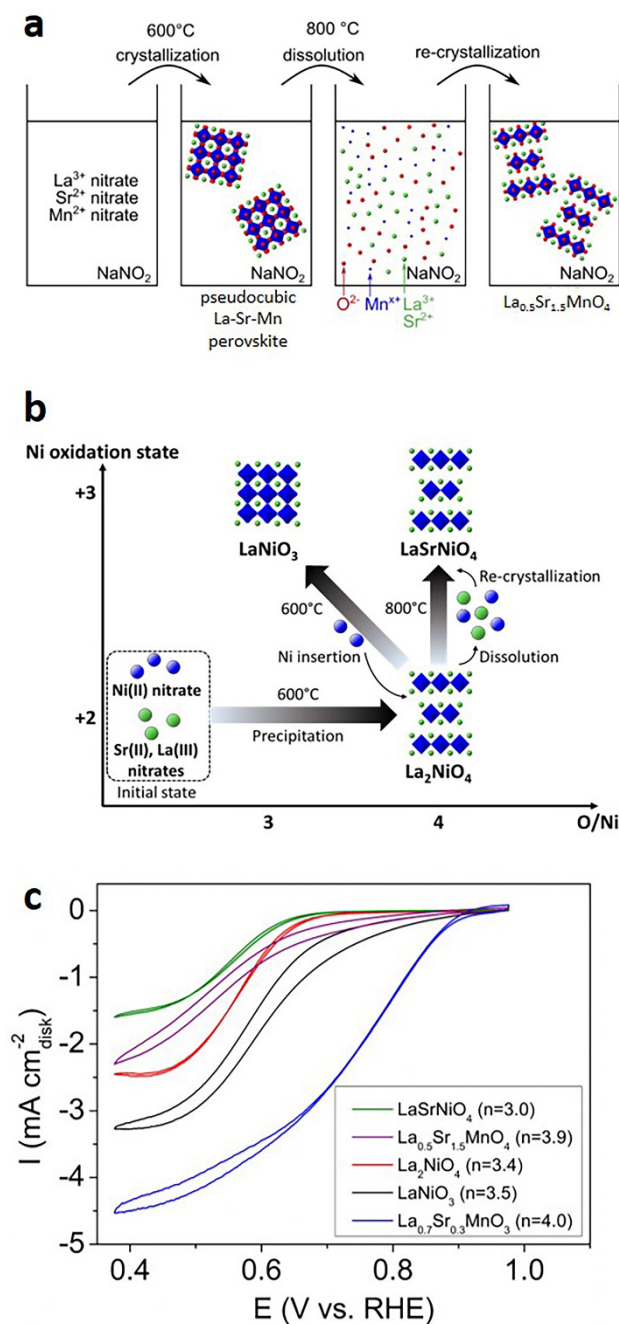 a
600°C
crystallization
800 °C
dissolution
re-crystallization
La³⁺ nitrate
Sr²⁺ nitrate
Mn²⁺ nitrate
NaNO₂
NaNO₂
NaNO₂
NaNO₂
pseudocubic
La-Sr-Mn
perovskite
O²⁻ Mnˣ⁺ La³⁺
Sr²⁺
La₀.₅Sr₁.₅MnO₄
b
Ni oxidation state
+3
LaNiO₃
LaSrNiO₄
600°C
800°C
Re-crystallization
Ni insertion
Dissolution
Ni(II) nitrate
Sr(II), La(III)
nitrates
Initial state
+2
600°C
Precipitation
La₂NiO₄
3
4
O/Ni
c
0
-1
-2
-3
-4
-5
I (mA cm⁻²disk)
LaSrNiO₄ (n=3.0)
La₀.₅Sr₁.₅MnO₄ (n=3.9)
La₂NiO₄ (n=3.4)
LaNiO₃ (n=3.5)
La₀.₇Sr₀.₃MnO₃ (n=4.0)
0.4
0.6
0.8
1.0
E (V vs. RHE)